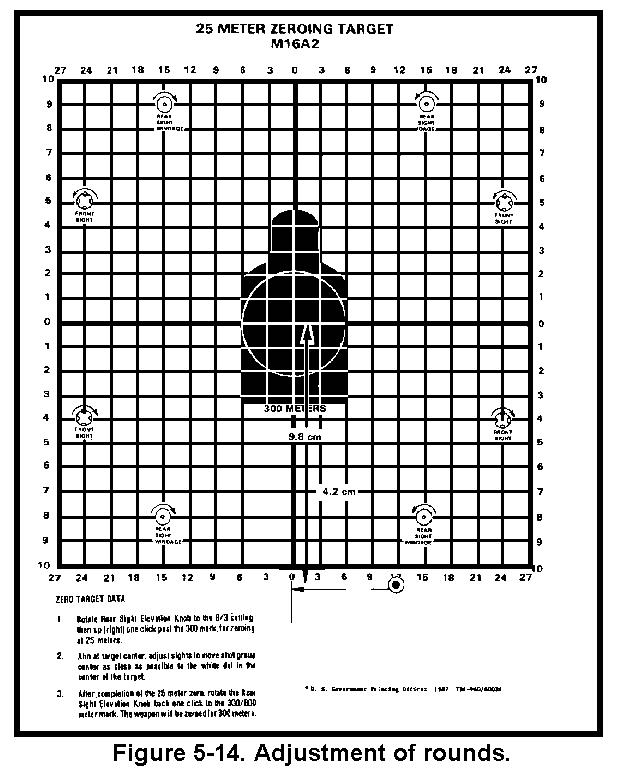 25 METER ZEROING TARGET
M16A2
27 24 21 18 15 12 9 6 3 0 3 6 9 12 15 18 21 24 27
10 10
9 REAR SIGHT WINDAGE REAR SIGHT 9
8 8
7 7
6 6
5 FRONT SIGHT FRONT SIGHT 5
4 4
3 3
2 2
1 1
0 0
1 1
2 2
3 3
300 METERS
4 FRONT SIGHT FRONT SIGHT 4
9.8 cm
5 5
6 6
7 4.2 cm 7
8 REAR SIGHT WINDAGE REAR SIGHT WINDAGE 8
9 9
10 10
27 24 21 18 15 12 9 6 3 0 3 6 9 12 15 18 21 24 27
ZERO TARGET DATA
1 Rotate Rear Sight Elevation Knob to the 8/3 setting
then up (right) one click past the 300 mark for zeroing
at 25 meters.
2. Aim at target center, adjust sights to move shot group
center as close as possible to the white dot in the
center of the target.
3. After completion of the 25 meter zero, rotate the Rear
Sight Elevation Knob back one click to the 300/800
meter mark. The weapon will be zeroed for 300 meters.
* U. S. Government Printing Office: 1987
Figure 5-14. Adjustment of rounds.